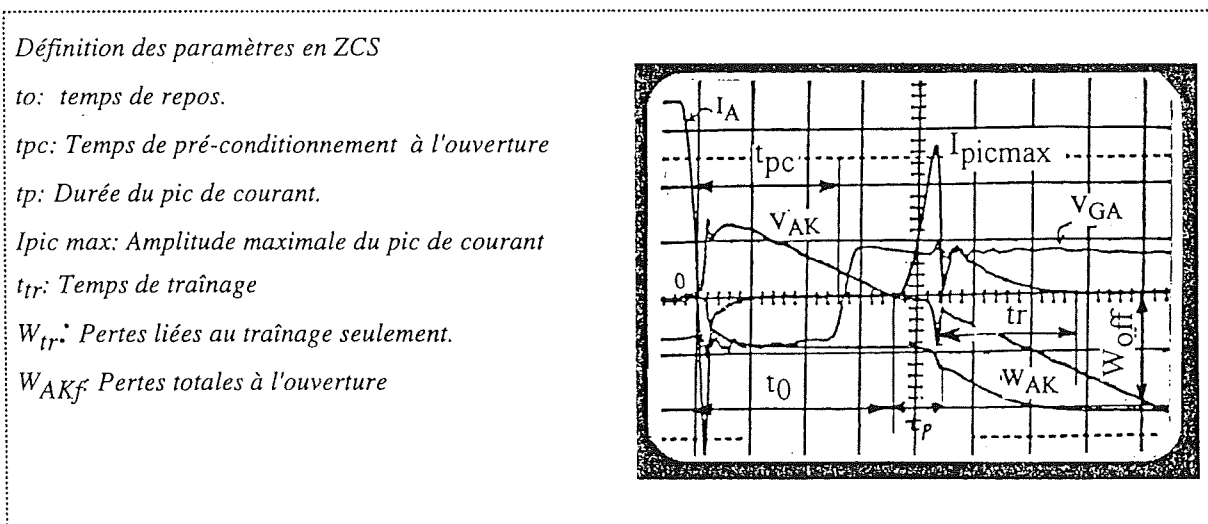 Définition des paramètres en ZCS
to: temps de repos.
tpc: Temps de pré-conditionnement à l'ouverture
tp: Durée du pic de courant.
Ipic max: Amplitude maximale du pic de courant
ttr: Temps de traînage
Wtr: Pertes liées au traînage seulement.
WAKf: Pertes totales à l'ouverture
IA
tpc
Ipicmax
VAK
VGA
0
tr
Woff
t0
WAK
tp